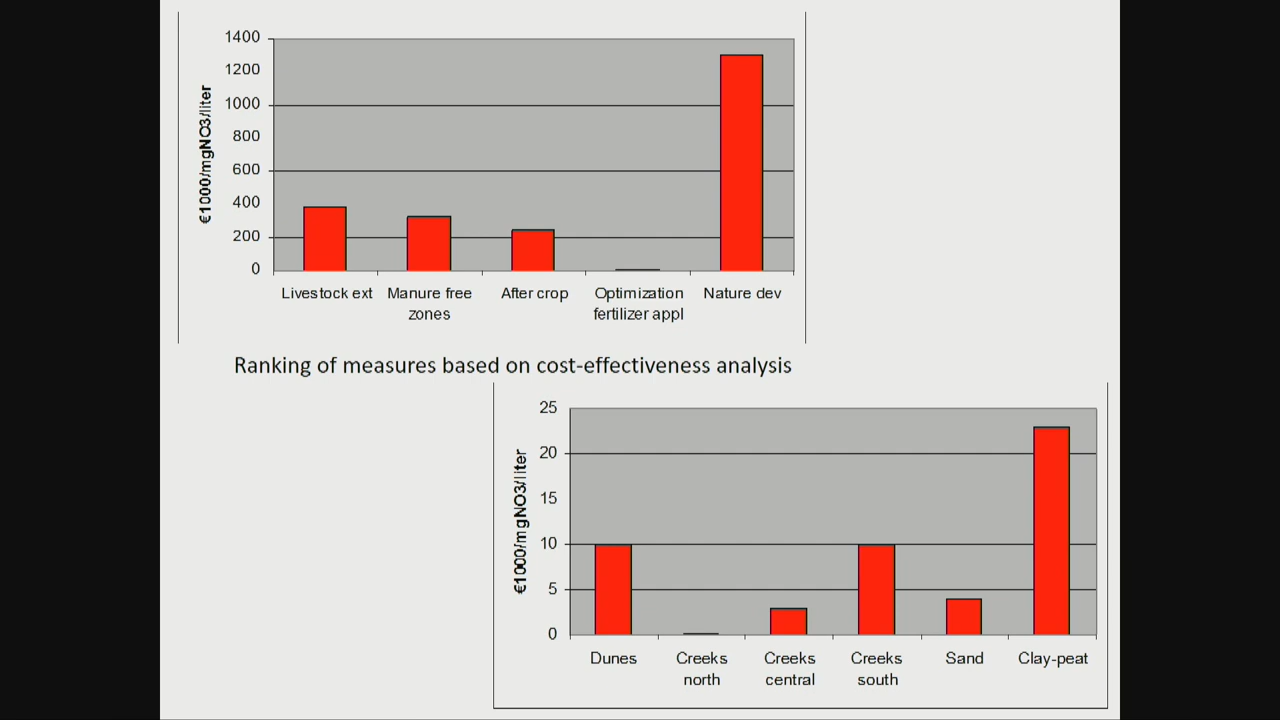 €1000/mgNO3/liter
1400
1200
1000
800
600
400
200
0
Livestock ext
Manure free
zones
After crop
Optimization
fertilizer appl
Nature dev
Ranking of measures based on cost-effectiveness analysis
€1000/mgNO3/liter
25
20
15
10
5
0
Dunes
Creeks
north
Creeks
central
Creeks
south
Sand
Clay-peat